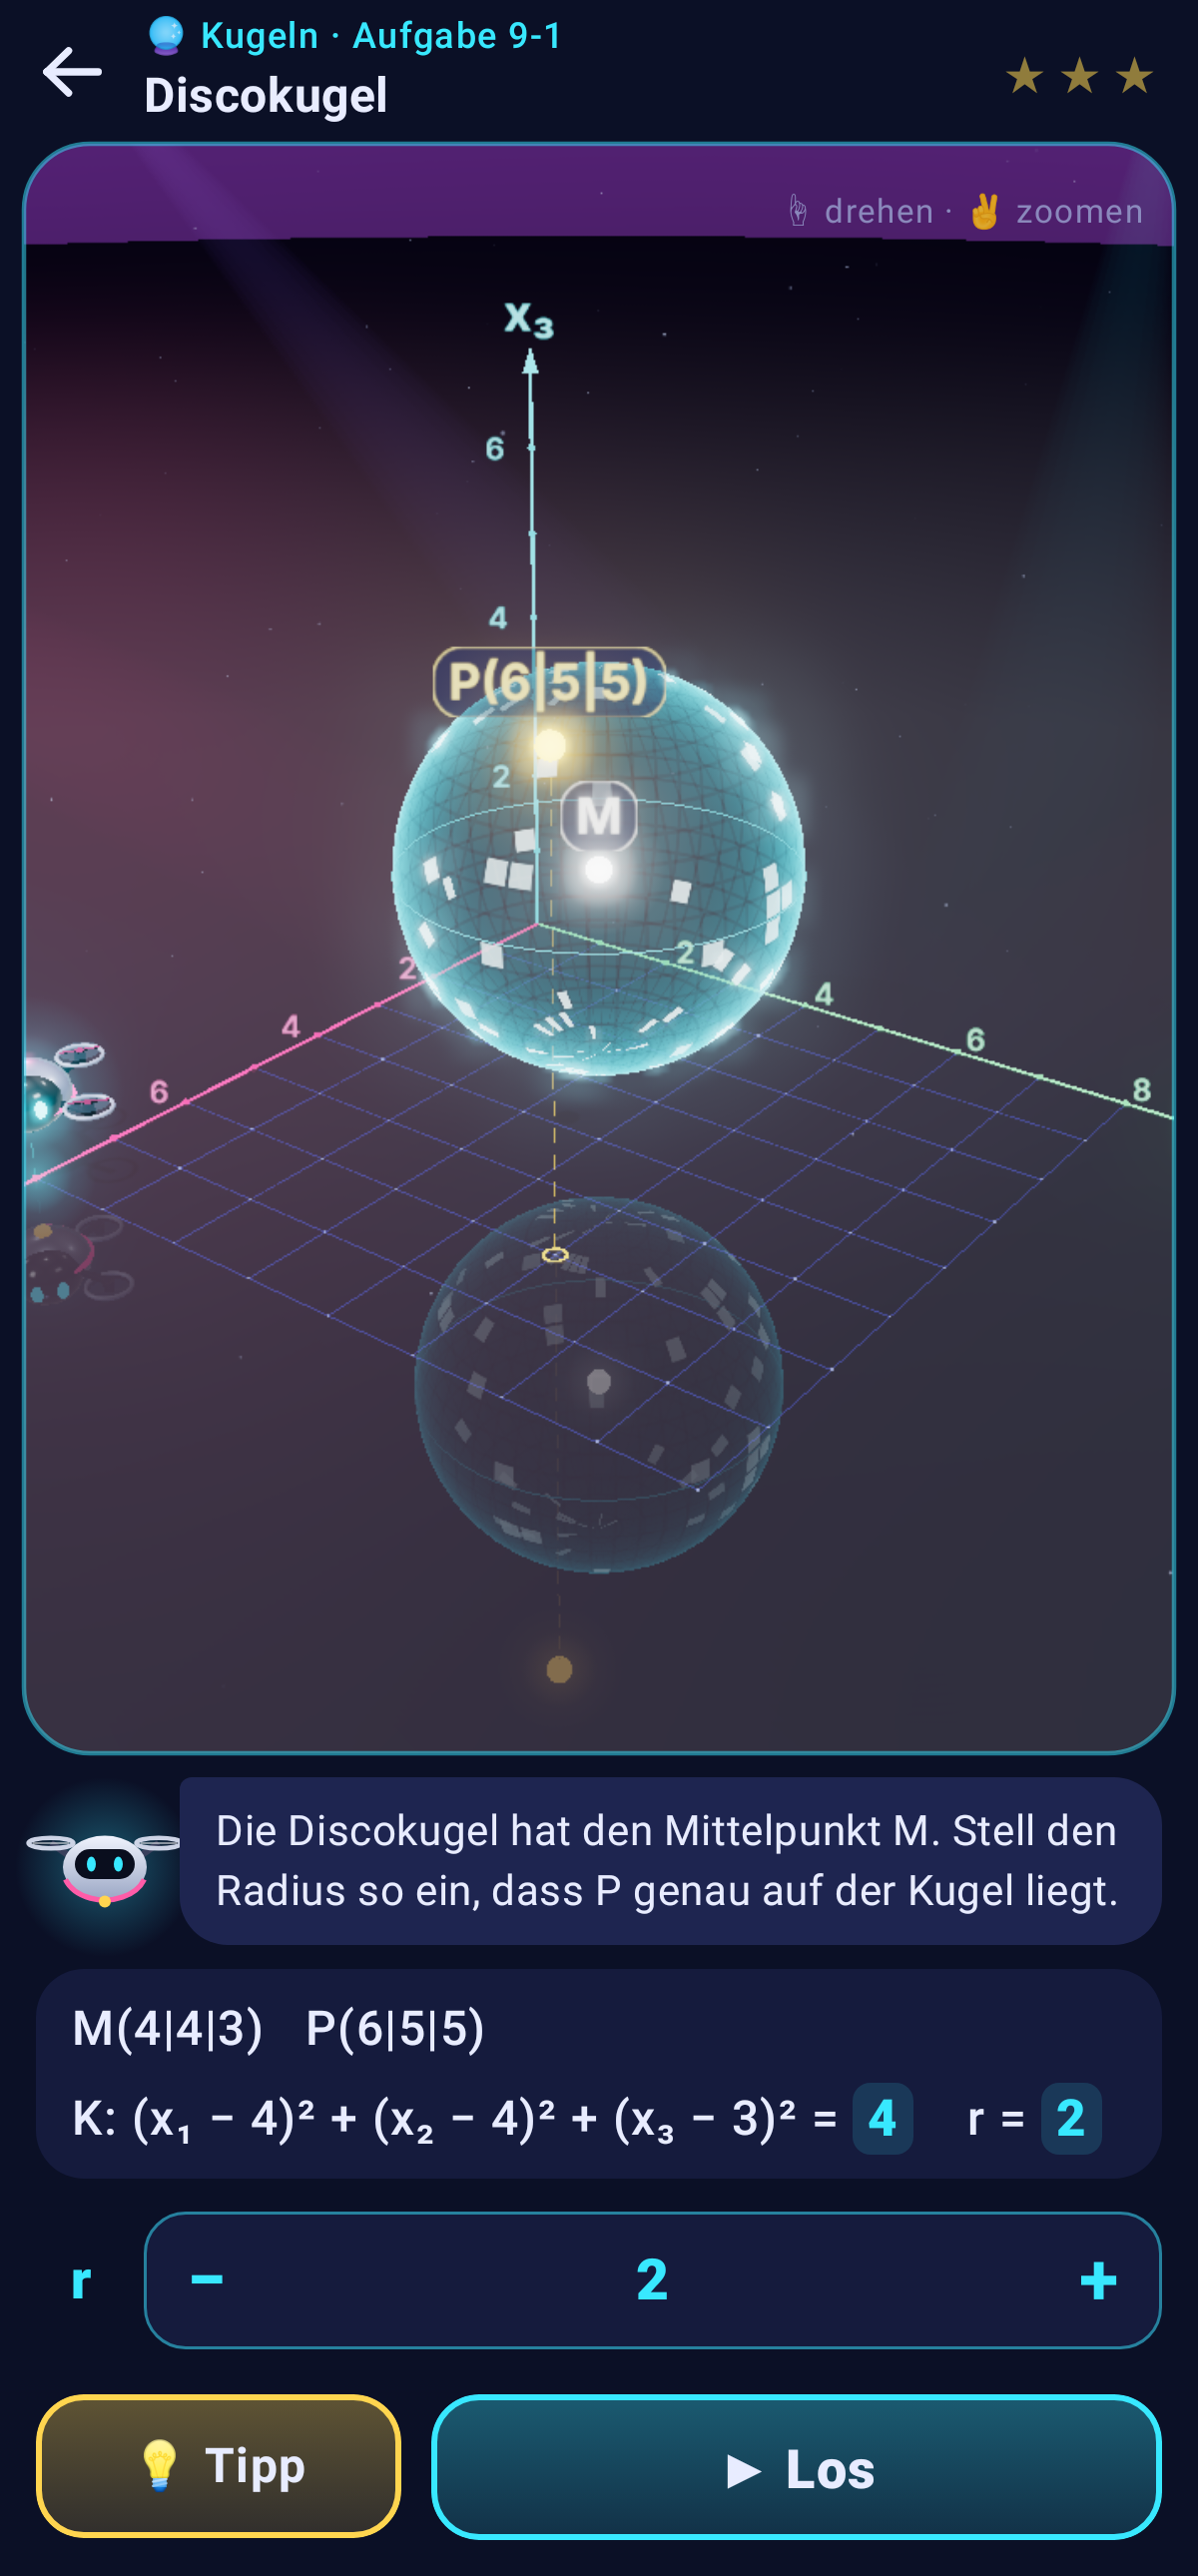 🔮 Kugeln · Aufgabe 9-1
Discokugel
★ ★ ★
☝ drehen · ✌ zoomen
x₃
6
4
P(6|5|5)
2
M
2
2
4
4
6
6
8
Die Discokugel hat den Mittelpunkt M. Stell den
Radius so ein, dass P genau auf der Kugel liegt.
M(4|4|3) P(6|5|5)
K: (x₁ − 4)² + (x₂ − 4)² + (x₃ − 3)² = 4 r = 2
r − 2 +
💡 Tipp
▶ Los